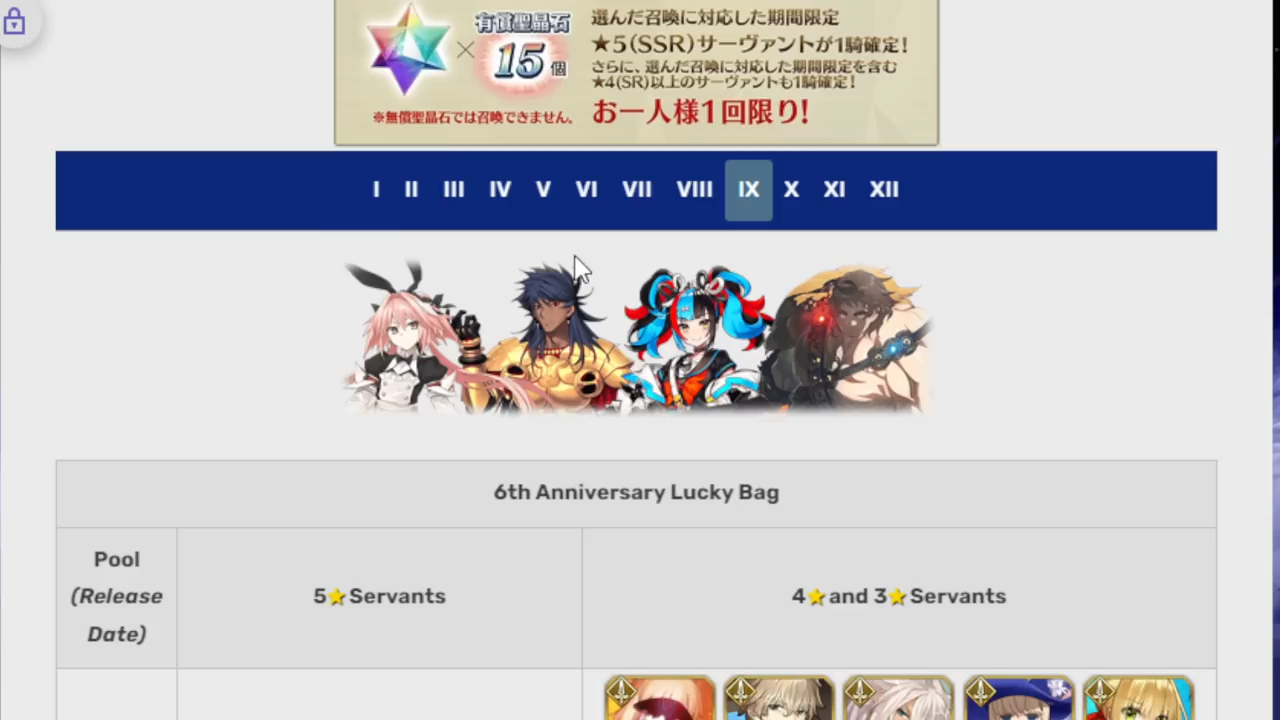 有償聖晶石
×
15個
※無償聖晶石では召喚できません。
選んだ召喚に対応した期間限定
★5(SSR)サーヴァントが1騎確定!
さらに、選んだ召喚に対応した期間限定を含む
★4(SR)以上のサーヴァントも1騎確定!
お一人様1回限り!
I II III IV V VI VII VIII IX X XI XII
6th Anniversary Lucky Bag
Pool
(Release
Date)
5⭐Servants
4⭐and 3⭐Servants